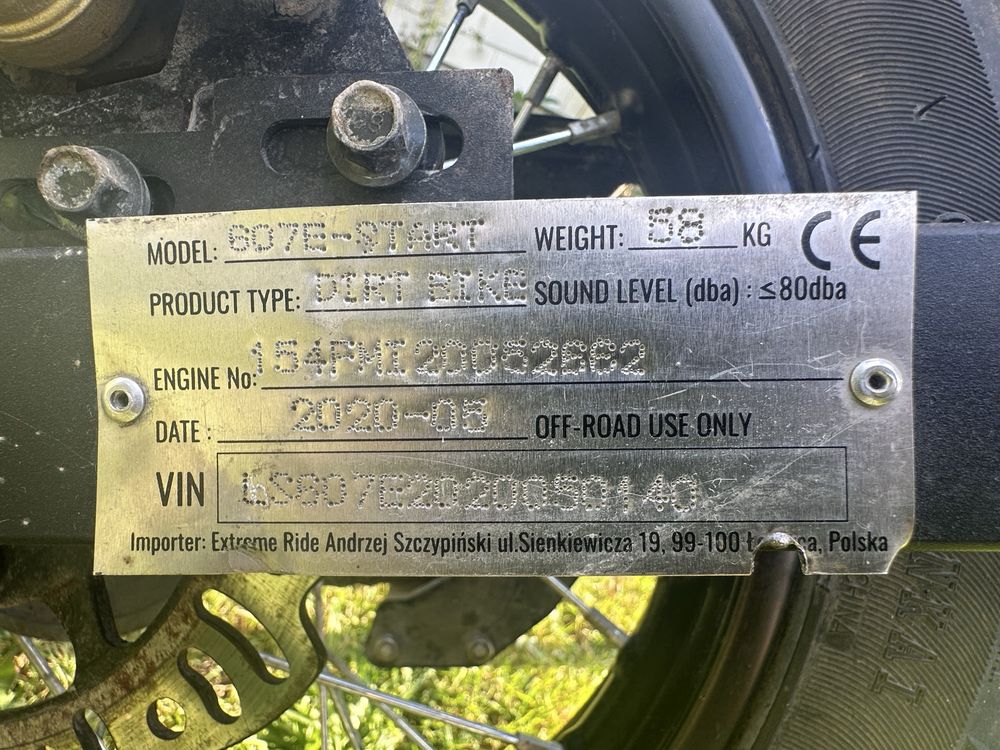 MODEL: 607E-START WEIGHT: 58 KG CE
PRODUCT TYPE: DIRT BIKE SOUND LEVEL (dba) : ≤80dba
ENGINE No: 154FMI20052B62
DATE : 2020-05 OFF-ROAD USE ONLY
VIN
Importer: Extreme Ride Andrzej Szczypiński ul.Sienkiewicza 19, 99-100 Polska